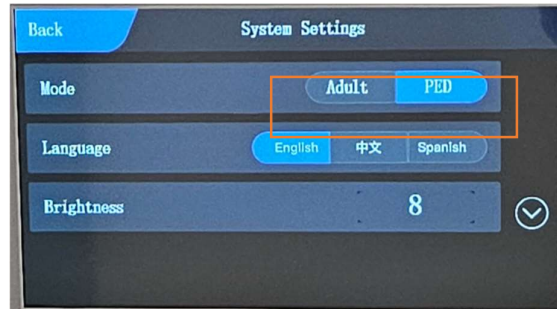 Back System Settings
Mode Adult PED
Language English 中文 Spanish
Brightness 8